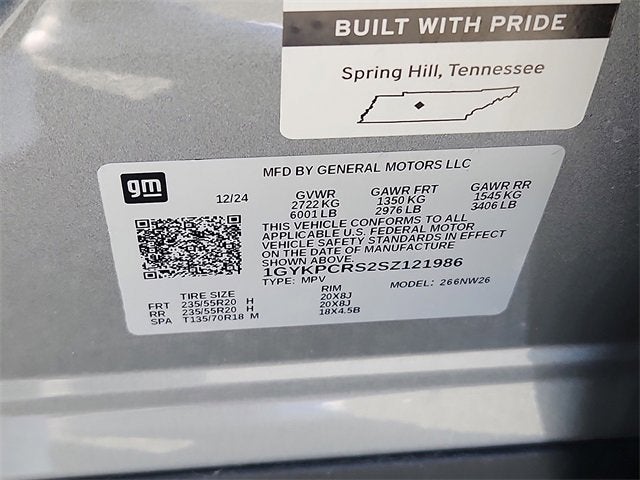 BUILT WITH PRIDE
Spring Hill, Tennessee
gm
MFD BY GENERAL MOTORS LLC
12/24
GVWR GAWR FRT GAWR RR
2722 KG 1350 KG 1545 KG
6001 LB 2976 LB 3406 LB
THIS VEHICLE CONFORMS TO ALL
APPLICABLE U.S. FEDERAL MOTOR
VEHICLE SAFETY STANDARDS IN EFFECT
ON THE DATE OF MANUFACTURE
SHOWN ABOVE.
1GYKPCRS2SZ121986
TYPE: MPV MODEL: 266NW26
TIRE SIZE RIM
FRT 235/55R20 H 20X8J
RR 235/55R20 H 20X8J
SPA T135/70R18 M 18X4.5B